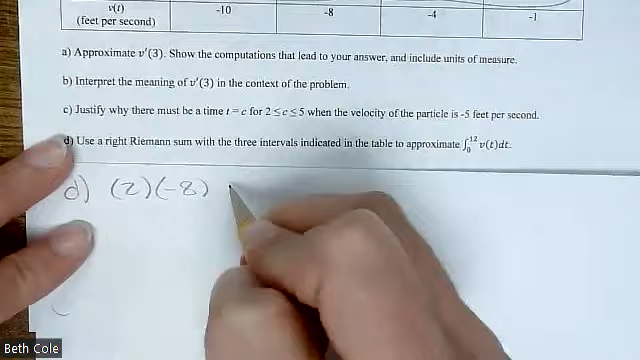 v(t) -10 -8 -4 -1
(feet per second)
a) Approximate v′(3). Show the computations that lead to your answer, and include units of measure.
b) Interpret the meaning of v′(3) in the context of the problem.
c) Justify why there must be a time t = c for 2 ≤ c ≤ 5 when the velocity of the particle is -5 feet per second.
d) Use a right Riemann sum with the three intervals indicated in the table to approximate ∫₀¹² v(t)dt.
d) (2)(-8)
Beth Cole